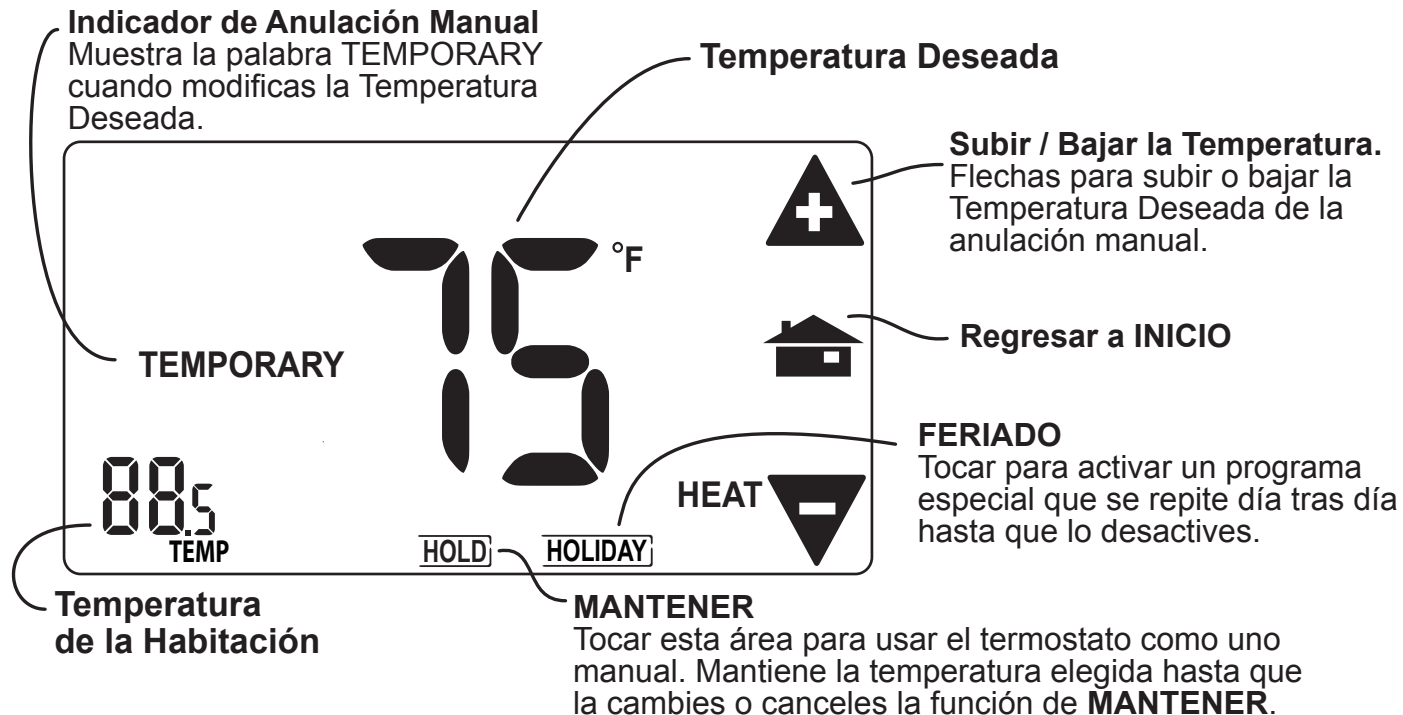 Indicador de Anulación Manual
Muestra la palabra TEMPORARY
cuando modificas la Temperatura
Deseada.
Temperatura Deseada
Subir / Bajar la Temperatura.
Flechas para subir o bajar la
Temperatura Deseada de la
anulación manual.
75 °F
TEMPORARY
Regresar a INICIO
FERIADO
Tocar para activar un programa
especial que se repite día tras día
hasta que lo desactives.
HEAT
88.5
TEMP
HOLD
HOLIDAY
Temperatura
de la Habitación
MANTENER
Tocar esta área para usar el termostato como uno
manual. Mantiene la temperatura elegida hasta que
la cambies o canceles la función de MANTENER.